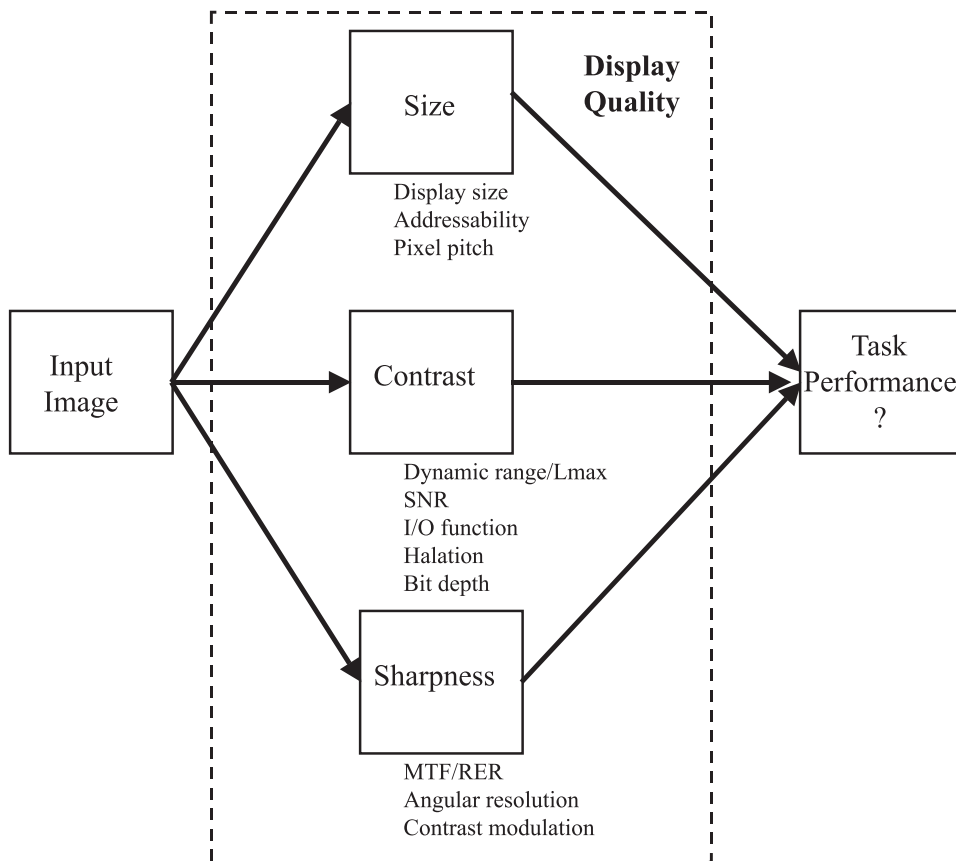 Display
Quality
Size
Display size
Addressability
Pixel pitch
Input
Image
Contrast
Dynamic range/Lmax
SNR
I/O function
Halation
Bit depth
Task
Performance
?
Sharpness
MTF/RER
Angular resolution
Contrast modulation